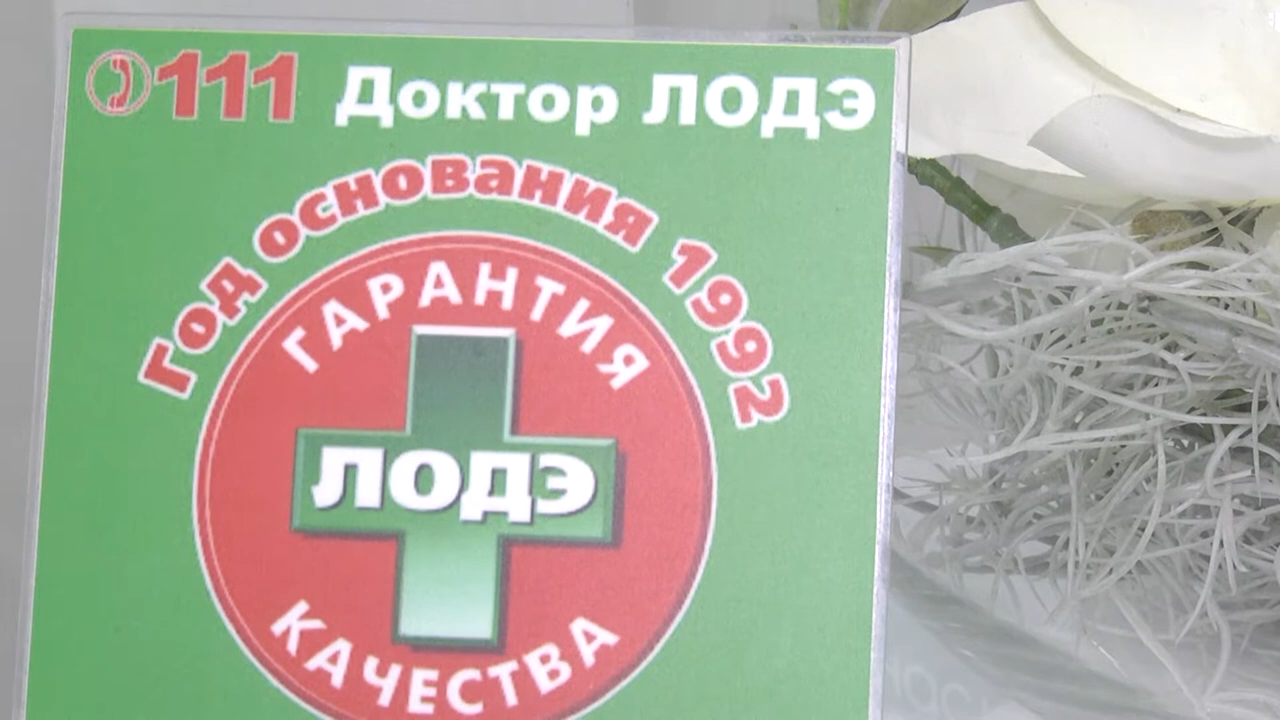 111 Доктор ЛОДЭ
Год основания 1992
ГАРАНТИЯ
ЛОДЭ
КАЧЕСТВА